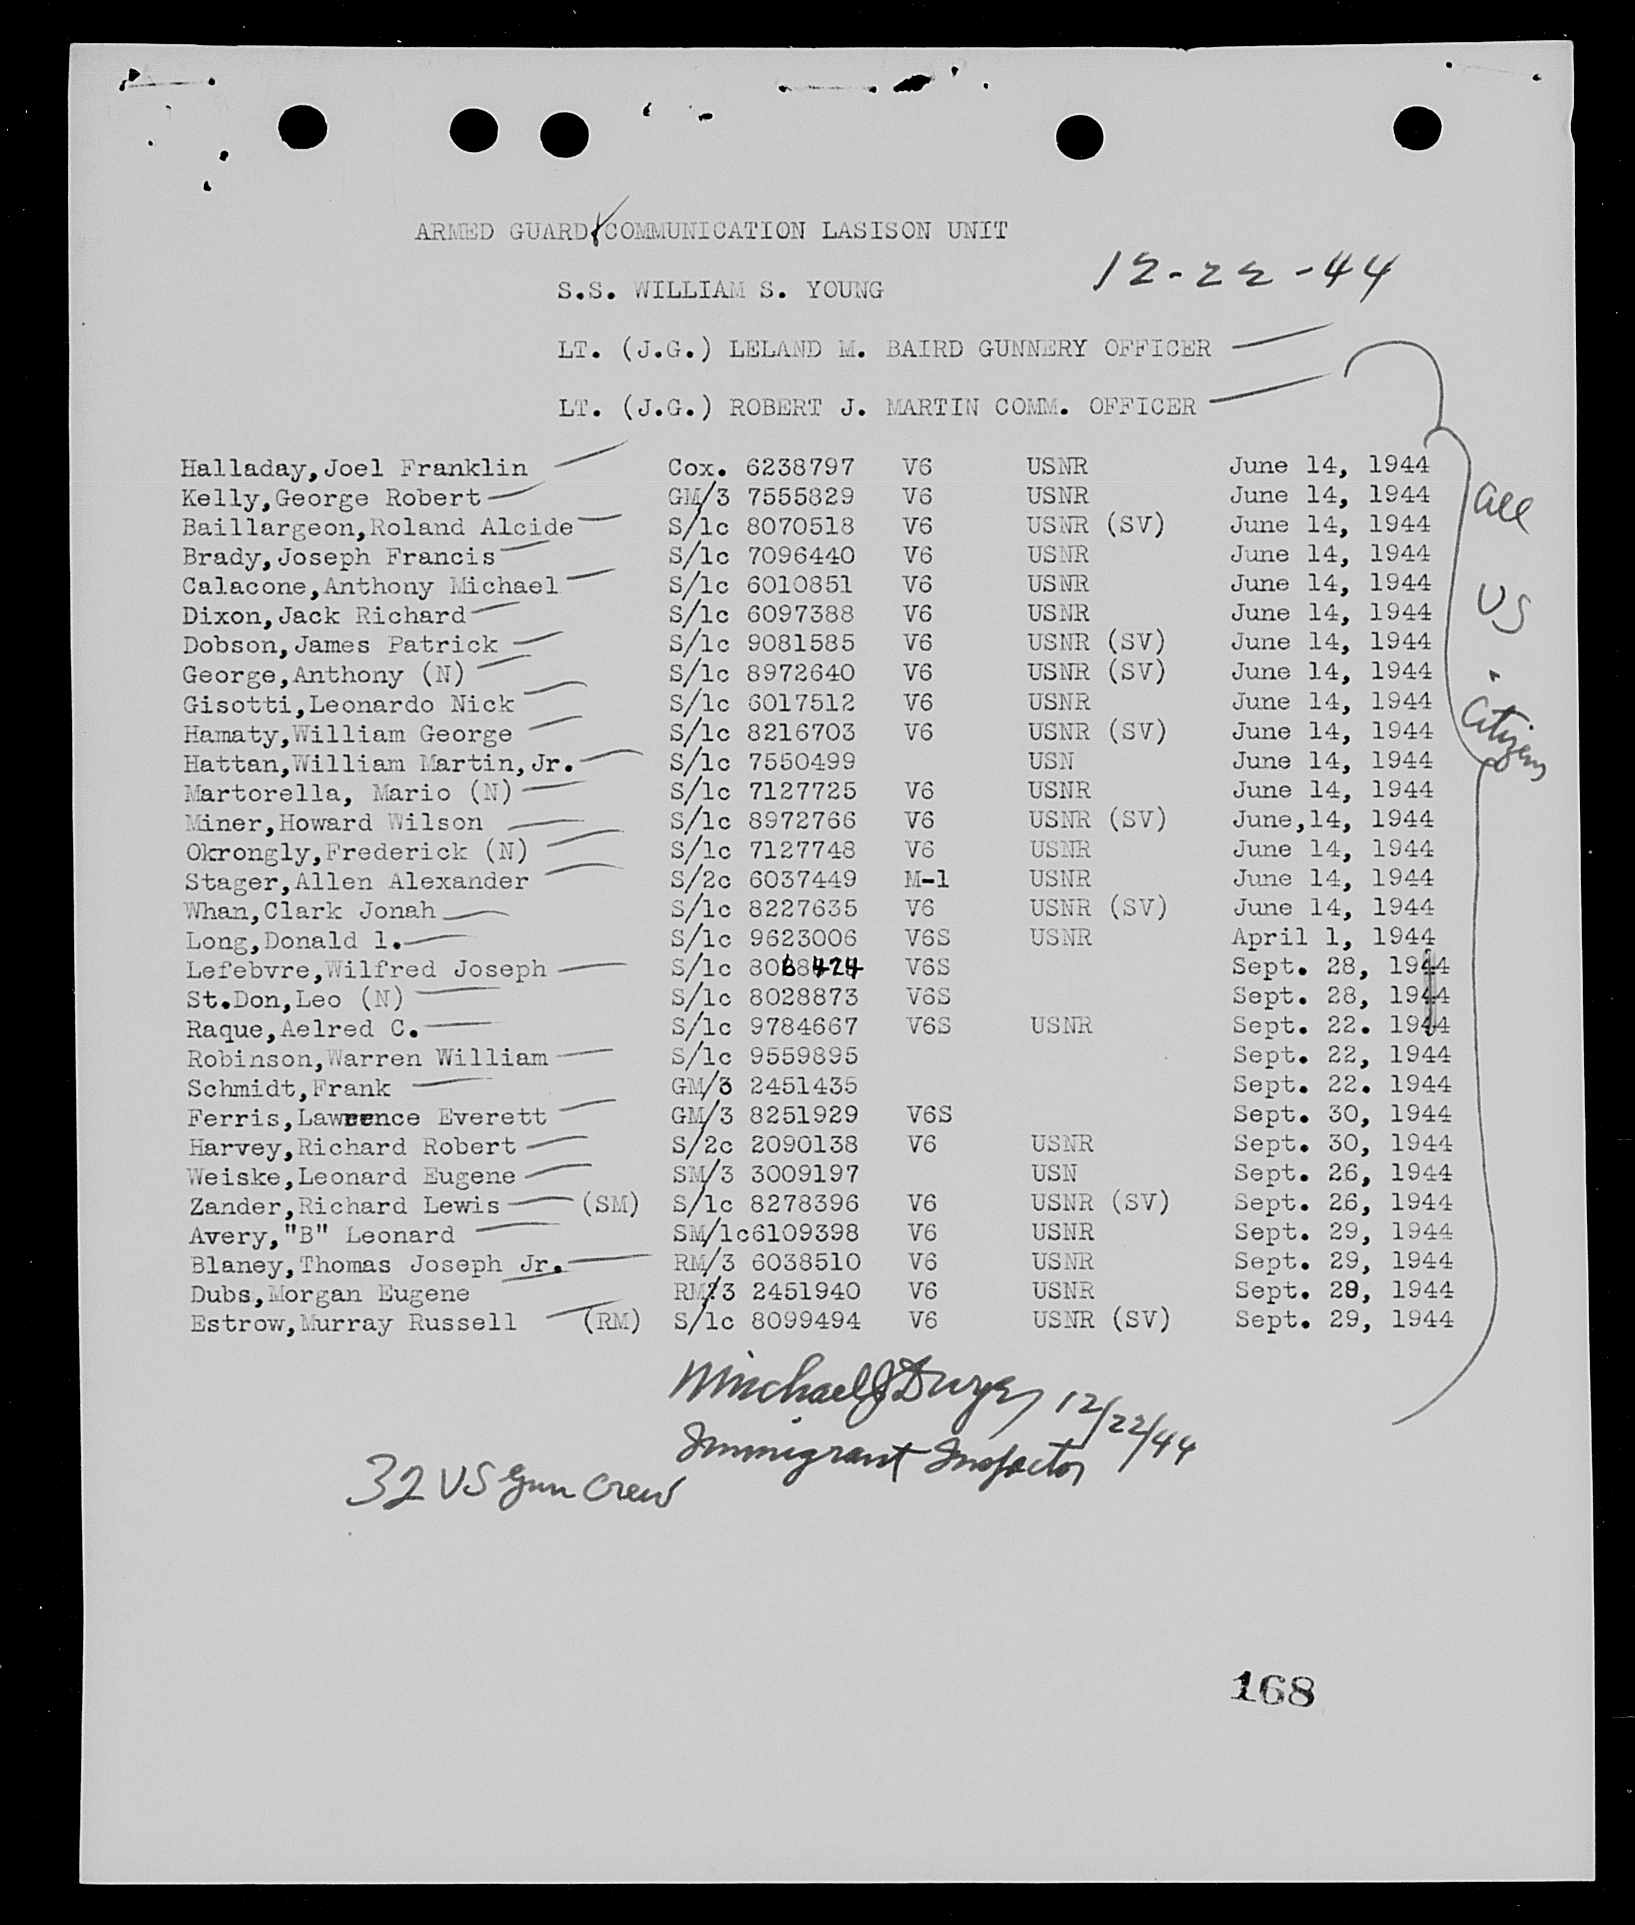 ARMED GUARD/COMMUNICATION LASISON UNIT
12-22-44
S.S. WILLIAM S. YOUNG
LT. (J.G.) LELAND M. BAIRD GUNNERY OFFICER
LT. (J.G.) ROBERT J. MARTIN COMM. OFFICER
Halladay,Joel Franklin Cox. 6238797 V6 USNR June 14, 1944
Kelly,George Robert GM/3 7555829 V6 USNR June 14, 1944
Baillargeon,Roland Alcide S/1c 8070518 V6 USNR (SV) June 14, 1944
Brady,Joseph Francis S/1c 7096440 V6 USNR June 14, 1944
Calacone,Anthony Michael S/1c 6010851 V6 USNR June 14, 1944
Dixon,Jack Richard S/1c 6097388 V6 USNR June 14, 1944
Dobson,James Patrick S/1c 9081585 V6 USNR (SV) June 14, 1944
George,Anthony (N) S/1c 8972640 V6 USNR (SV) June 14, 1944
Gisotti,Leonardo Nick S/1c 6017512 V6 USNR June 14, 1944
Hamaty,William George S/1c 8216703 V6 USNR (SV) June 14, 1944
Hattan,William Martin,Jr. S/1c 7550499 USN June 14, 1944
Martorella, Mario (N) S/1c 7127725 V6 USNR June 14, 1944
Miner,Howard Wilson S/1c 8972766 V6 USNR (SV) June,14, 1944
Okrongly,Frederick (N) S/1c 7127748 V6 USNR June 14, 1944
Stager,Allen Alexander S/2c 6037449 M-1 USNR June 14, 1944
Whan,Clark Jonah S/1c 8227635 V6 USNR (SV) June 14, 1944
Long,Donald l. S/1c 9623006 V6S USNR April 1, 1944
Lefebvre,Wilfred Joseph S/1c 8068424 V6S Sept. 28, 1944
St.Don,Leo (N) S/1c 8028873 V6S Sept. 28, 1944
Raque,Aelred C. S/1c 9784667 V6S USNR Sept. 22. 1944
Robinson,Warren William S/1c 9559895 Sept. 22, 1944
Schmidt,Frank GM/3 2451435 Sept. 22. 1944
Ferris,Lawrence Everett GM/3 8251929 V6S Sept. 30, 1944
Harvey,Richard Robert S/2c 2090138 V6 USNR Sept. 30, 1944
Weiske,Leonard Eugene SM/3 3009197 USN Sept. 26, 1944
Zander,Richard Lewis (SM) S/1c 8278396 V6 USNR (SV) Sept. 26, 1944
Avery,"B" Leonard SM/1c6109398 V6 USNR Sept. 29, 1944
Blaney,Thomas Joseph Jr. RM/3 6038510 V6 USNR Sept. 29, 1944
Dubs,Morgan Eugene RM/3 2451940 V6 USNR Sept. 29, 1944
Estrow,Murray Russell (RM) S/1c 8099494 V6 USNR (SV) Sept. 29, 1944
all
US
Citizens
Michael J Dwyer 12/22/44
Immigrant Inspector
32 US Gun Crew
168